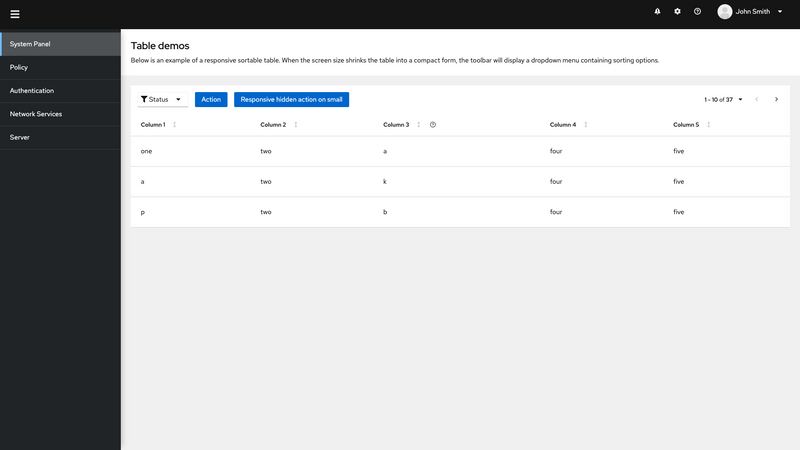 John Smith
System Panel
Policy
Authentication
Network Services
Server
Table demos
Below is an example of a responsive sortable table. When the screen size shrinks the table into a compact form, the toolbar will display a dropdown menu containing sorting options.
Status Action Responsive hidden action on small 1 - 10 of 37
Column 1 Column 2 Column 3 Column 4 Column 5
one two a four five
a two k four five
p two b four five